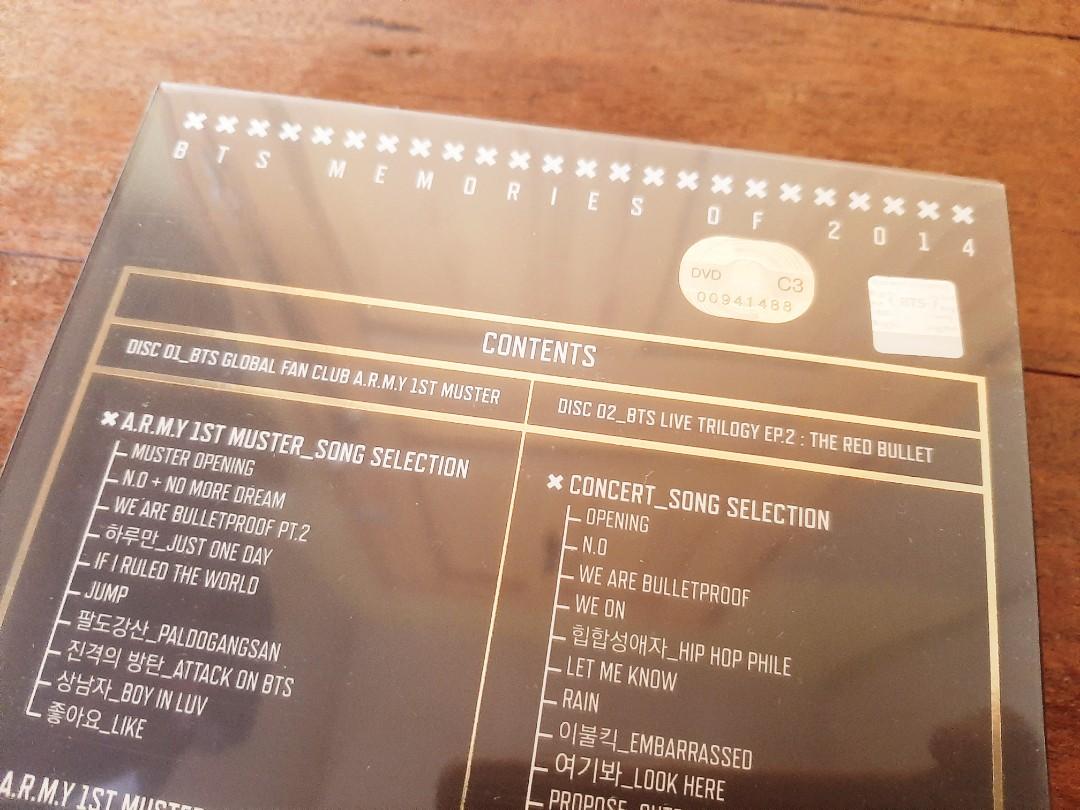 BTS MEMORIES OF 2014
DVD C3
00941488
BTS
CONTENTS
DISC 01_BTS GLOBAL FAN CLUB A.R.M.Y 1ST MUSTER
A.R.M.Y 1ST MUSTER_SONG SELECTION
MUSTER OPENING
N.O + NO MORE DREAM
WE ARE BULLETPROOF PT.2
하루만_JUST ONE DAY
IF I RULED THE WORLD
JUMP
팔도강산_PALDOGANGSAN
진격의 방탄_ATTACK ON BTS
상남자_BOY IN LUV
좋아요_LIKE
A.R.M.Y 1ST MUSTER
DISC 02_BTS LIVE TRILOGY EP.2 : THE RED BULLET
CONCERT_SONG SELECTION
OPENING
N.O
WE ARE BULLETPROOF
WE ON
힙합성애자_HIP HOP PHILE
LET ME KNOW
RAIN
이불킥_EMBARRASSED
여기봐_LOOK HERE
PROPOSE